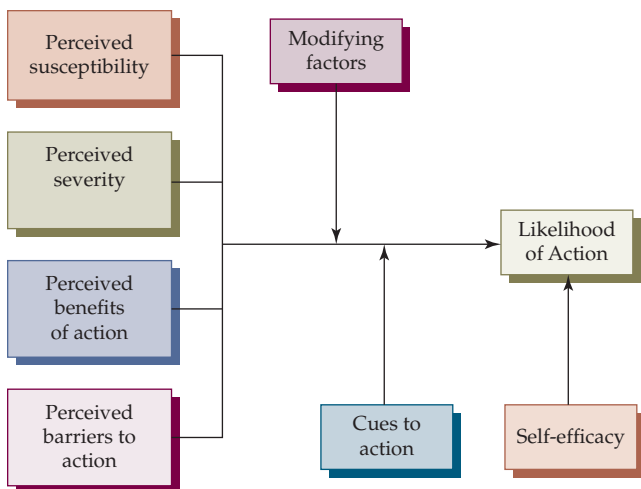 Perceived
susceptibility
Perceived
severity
Perceived
benefits
of action
Perceived
barriers to
action
Modifying
factors
Cues to
action
Likelihood
of Action
Self-efficacy